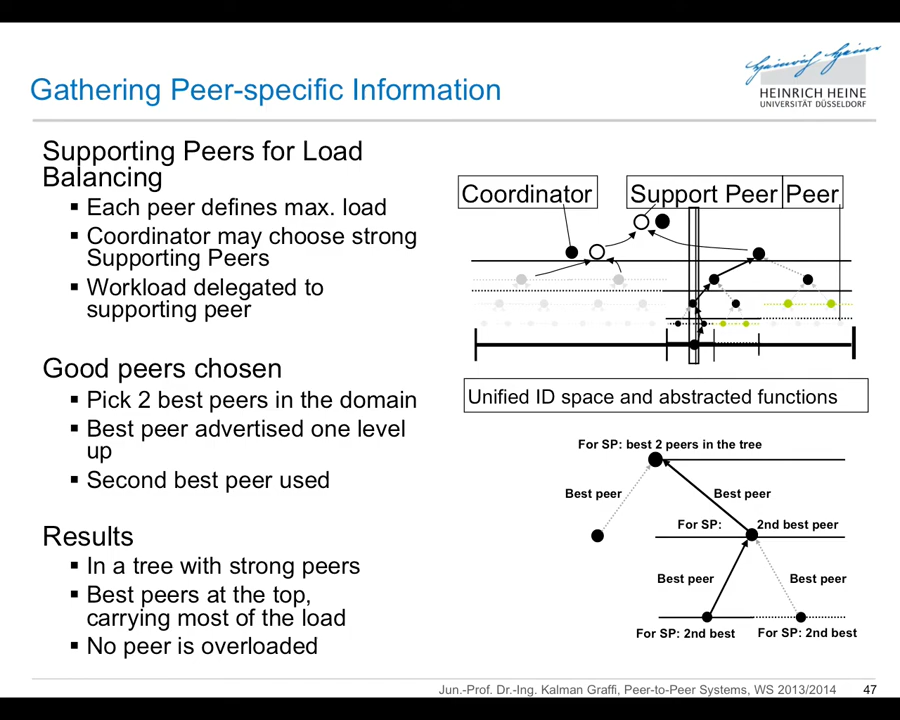 Gathering Peer-specific Information
Heinrich Heine
HEINRICH HEINE
UNIVERSITÄT DÜSSELDORF
Supporting Peers for Load
Balancing
▪ Each peer defines max. load
▪ Coordinator may choose strong
Supporting Peers
▪ Workload delegated to
supporting peer
Good peers chosen
▪ Pick 2 best peers in the domain
▪ Best peer advertised one level
up
▪ Second best peer used
Results
▪ In a tree with strong peers
▪ Best peers at the top,
carrying most of the load
▪ No peer is overloaded
Coordinator
Support Peer
Peer
Unified ID space and abstracted functions
For SP: best 2 peers in the tree
Best peer
Best peer
For SP:
2nd best peer
Best peer
Best peer
For SP: 2nd best
For SP: 2nd best
Jun.-Prof. Dr.-Ing. Kalman Graffi, Peer-to-Peer Systems, WS 2013/2014
47